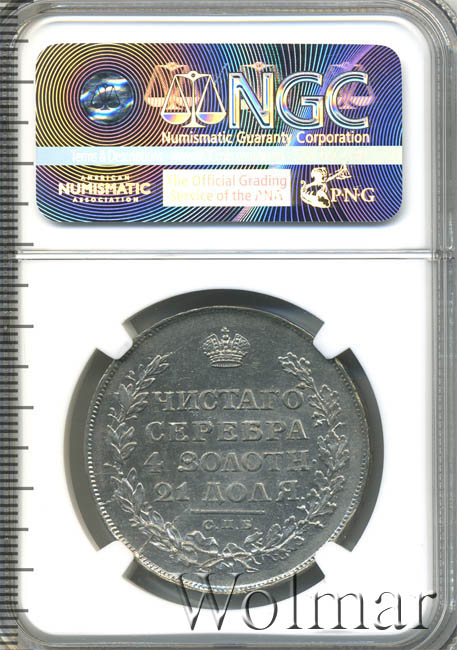 NGC
Numismatic Guaranty Corporation
AMERICAN
NUMISMATIC
ASSOCIATION
The Official Grading
Service of the ANA
PNG
ЧИСТАГО
СЕРЕБРА
4 ЗОЛОТН.
21 ДОЛЯ.
С.П.Б.
Wolmar